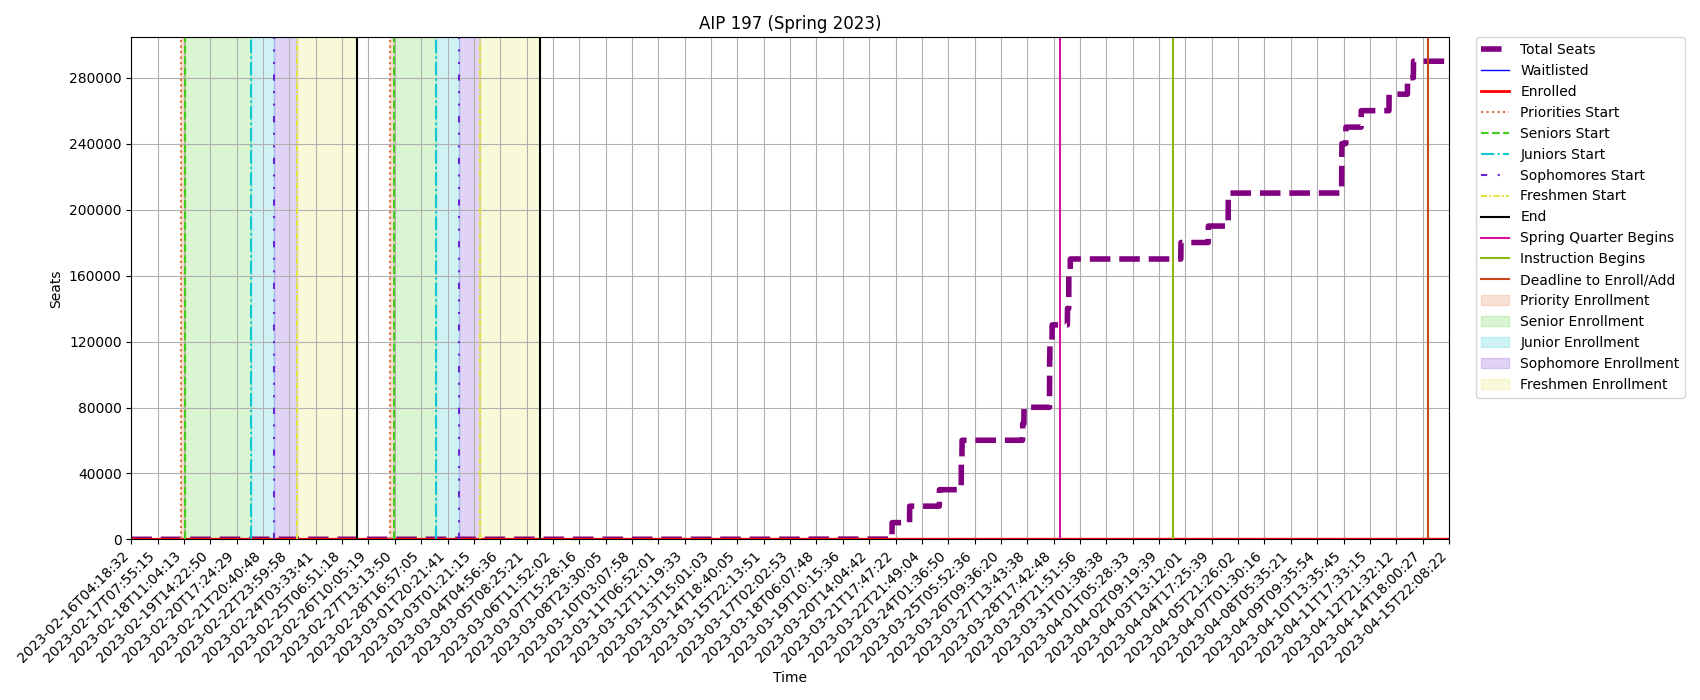 AIP 197 (Spring 2023)
280000
240000
200000
160000
120000
80000
40000
0
Seats
2023-02-16T04:18:32
2023-02-17T07:55:15
2023-02-18T11:04:13
2023-02-19T14:22:50
2023-02-20T17:24:29
2023-02-21T20:40:48
2023-02-22T23:59:58
2023-02-24T03:33:41
2023-02-25T06:51:18
2023-02-26T10:05:19
2023-02-27T13:13:50
2023-02-28T16:57:05
2023-03-01T20:21:41
2023-03-04T01:21:15
2023-03-04T04:56:36
2023-03-05T08:25:21
2023-03-06T11:52:02
2023-03-07T15:28:16
2023-03-08T23:30:05
2023-03-10T03:07:58
2023-03-11T06:52:01
2023-03-12T11:19:33
2023-03-13T15:01:03
2023-03-14T18:40:05
2023-03-15T22:13:51
2023-03-17T02:02:53
2023-03-18T06:07:48
2023-03-19T10:15:36
2023-03-20T14:04:42
2023-03-21T17:47:22
2023-03-22T21:49:04
2023-03-24T01:36:50
2023-03-25T05:52:36
2023-03-26T09:36:20
2023-03-27T13:43:38
2023-03-28T17:42:48
2023-03-29T21:51:56
2023-03-31T01:38:38
2023-04-01T05:28:33
2023-04-02T09:19:39
2023-04-03T13:12:01
2023-04-04T17:25:39
2023-04-05T21:26:02
2023-04-07T01:30:16
2023-04-08T05:35:21
2023-04-09T09:35:54
2023-04-10T13:35:45
2023-04-11T17:33:15
2023-04-12T21:32:12
2023-04-14T18:00:27
2023-04-15T22:08:22
Time
Total Seats
Waitlisted
Enrolled
Priorities Start
Seniors Start
Juniors Start
Sophomores Start
Freshmen Start
End
Spring Quarter Begins
Instruction Begins
Deadline to Enroll/Add
Priority Enrollment
Senior Enrollment
Junior Enrollment
Sophomore Enrollment
Freshmen Enrollment